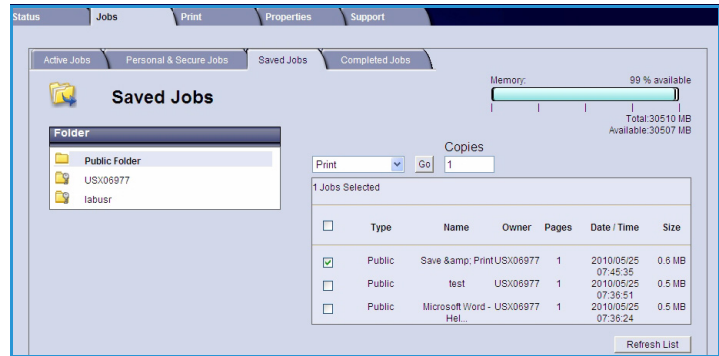 Status Jobs Print Properties Support
Active Jobs Personal & Secure Jobs Saved Jobs Completed Jobs
Saved Jobs
Memory: 99 % available
Total:30510 MB
Available:30507 MB
Folder
Public Folder
USX06977
labusr
Copies
Print Go 1
1 Jobs Selected
Type Name Owner Pages Date / Time Size
Public Save &amp; Print USX06977 1 2010/05/25 0.6 MB
07:45:35
Public test USX06977 1 2010/05/25 0.5 MB
07:36:51
Public Microsoft Word - USX06977 1 2010/05/25 0.5 MB
Hel... 07:36:24
Refresh List